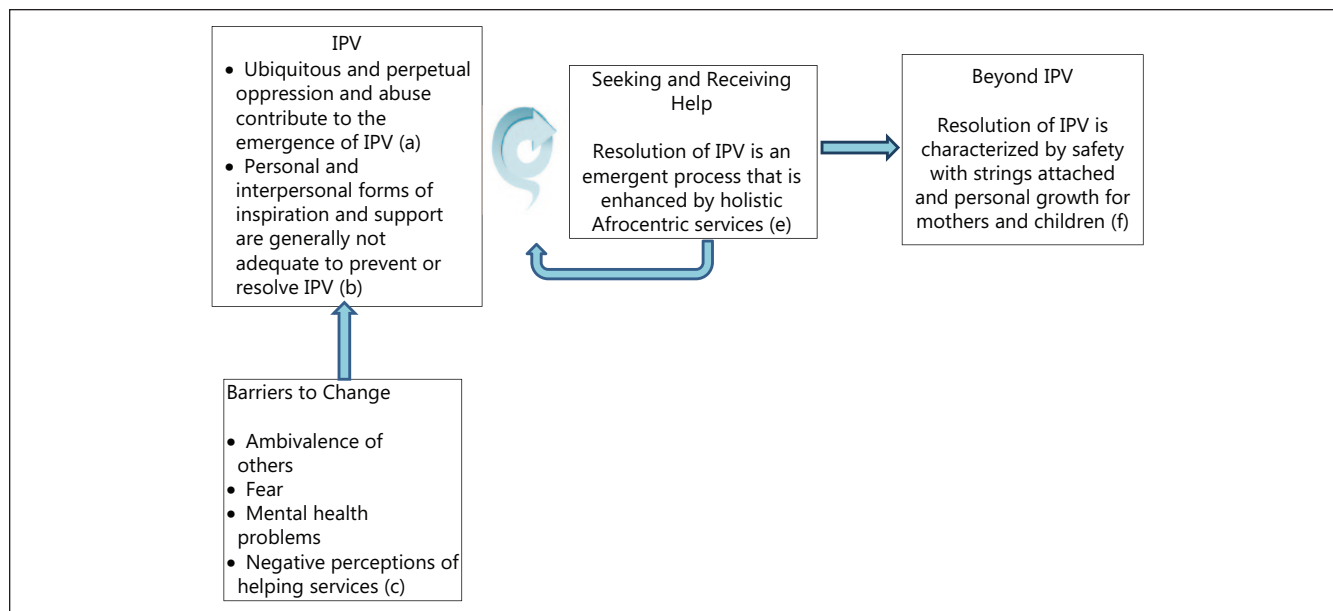 IPV
• Ubiquitous and perpetual
oppression and abuse
contribute to the
emergence of IPV (a)
• Personal and
interpersonal forms of
inspiration and support
are generally not
adequate to prevent or
resolve IPV (b)
Seeking and Receiving
Help
Resolution of IPV is an
emergent process that is
enhanced by holistic
Afrocentric services (e)
Beyond IPV
Resolution of IPV is
characterized by safety
with strings attached
and personal growth for
mothers and children (f)
Barriers to Change
• Ambivalence of
others
• Fear
• Mental health
problems
• Negative perceptions of
helping services (c)